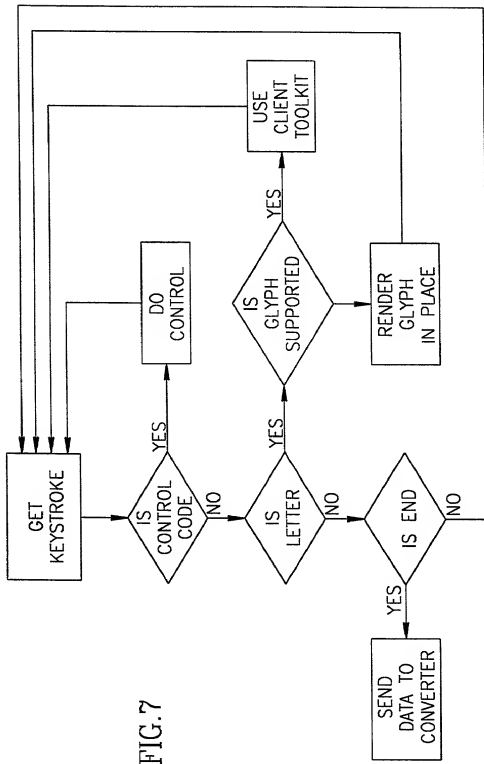 FIG.7
GET
KEYSTROKE
IS
CONTROL
CODE
YES
NO
DO
CONTROL
IS
LETTER
YES
NO
IS
GLYPH
SUPPORTED
YES
USE
CLIENT
TOOLKIT
RENDER
GLYPH
IN PLACE
IS END
YES
NO
SEND
DATA TO
CONVERTER